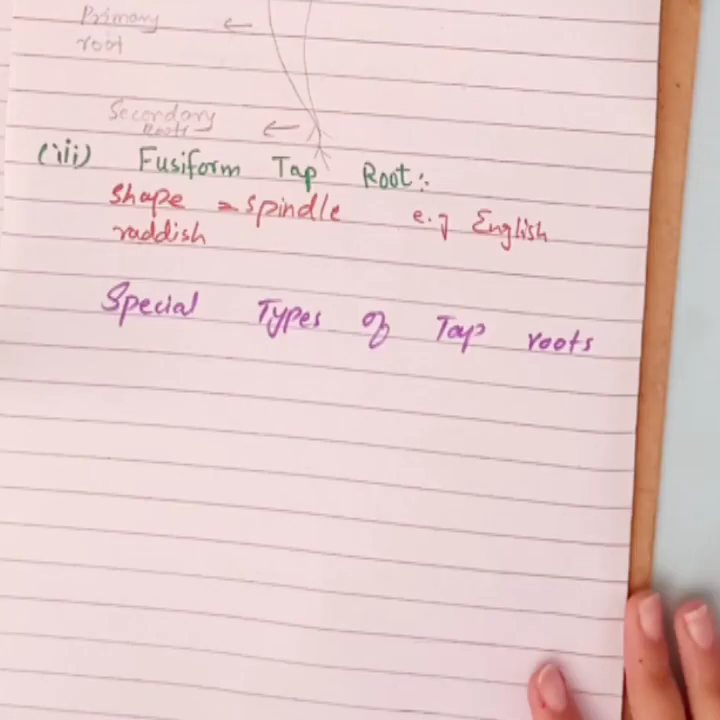 Primary
root
Secondary
Roots
(iii) Fusiform Tap Root:
shape = spindle e.g English
raddish
Special Types of Tap roots